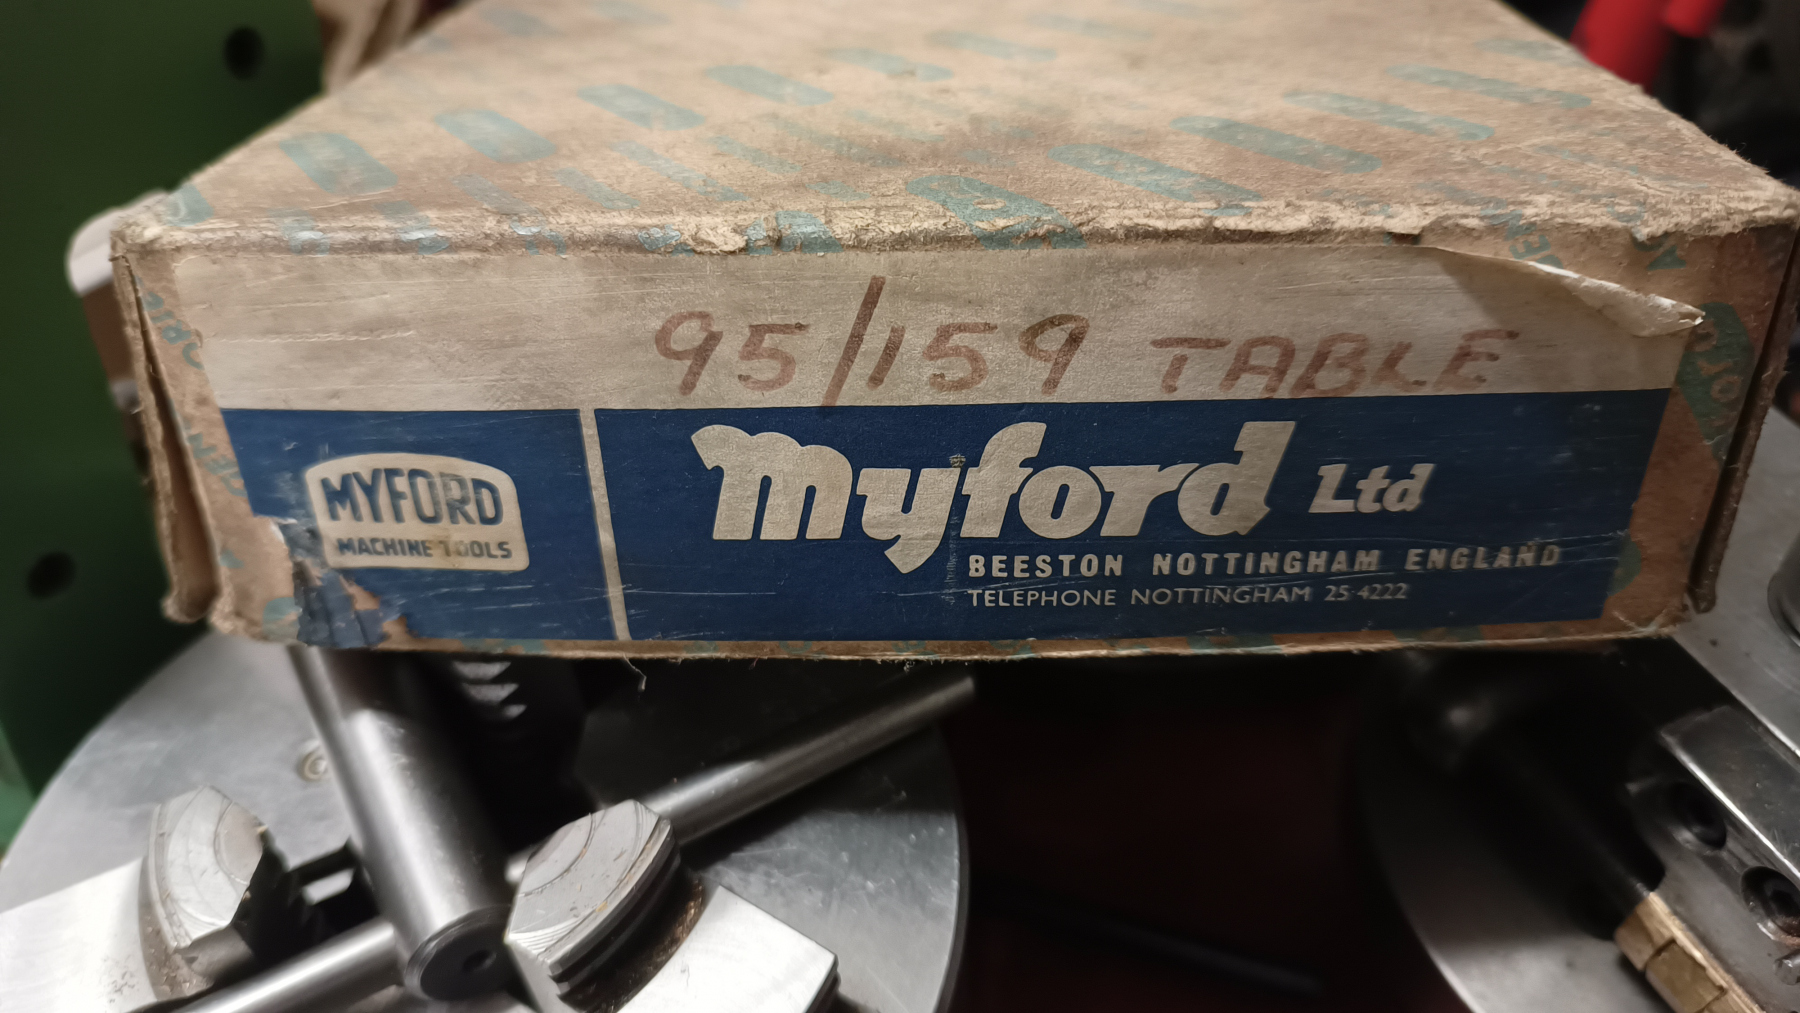 95/159 TABLE
MYFORD
MACHINE TOOLS
Myford Ltd
BEESTON NOTTINGHAM ENGLAND
TELEPHONE NOTTINGHAM 25·4222